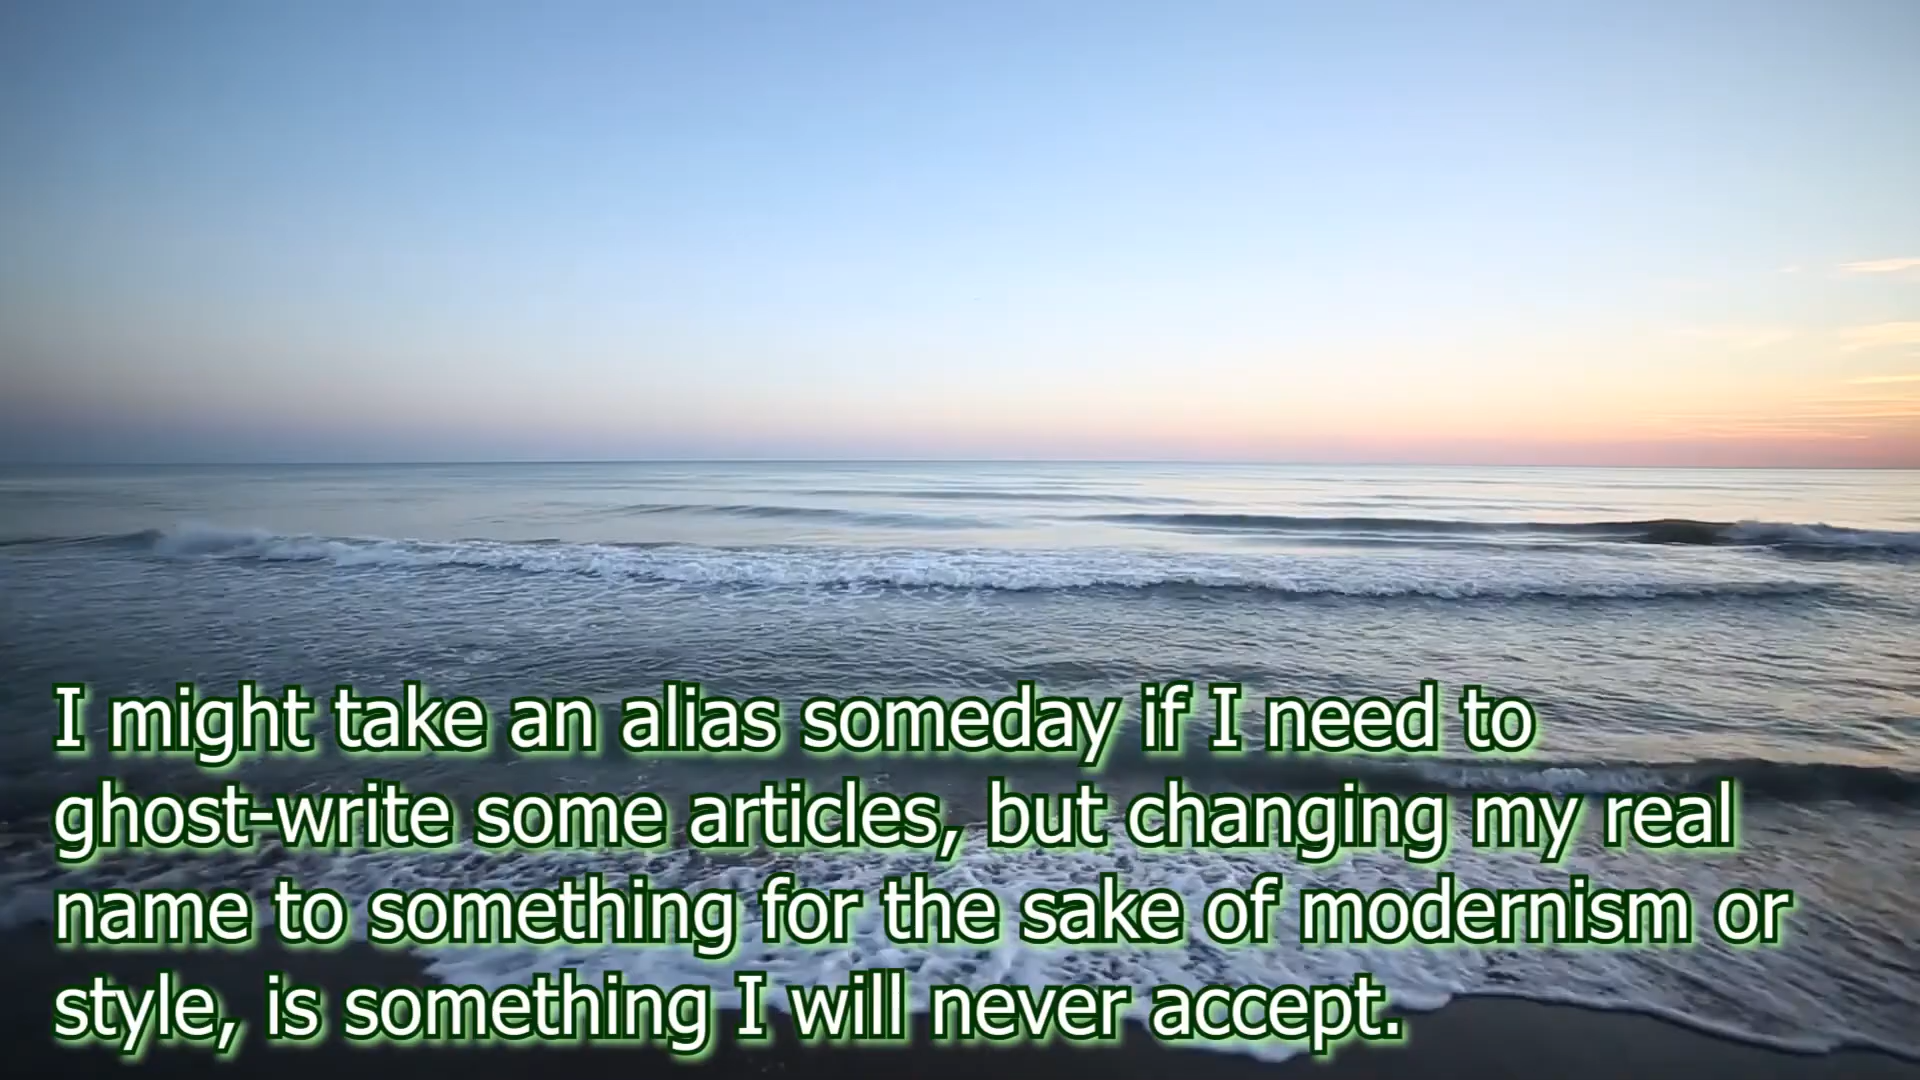 I might take an alias someday if I need to
ghost-write some articles, but changing my real
name to something for the sake of modernism or
style, is something I will never accept.